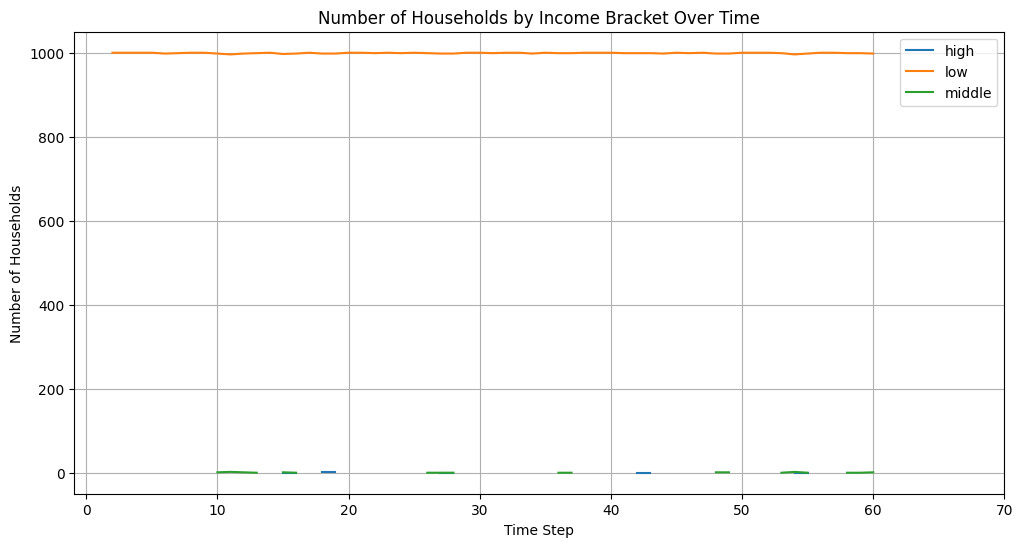 Number of Households by Income Bracket Over Time
high
low
middle
Number of Households
1000
800
600
400
200
0
0 10 20 30 40 50 60 70
Time Step